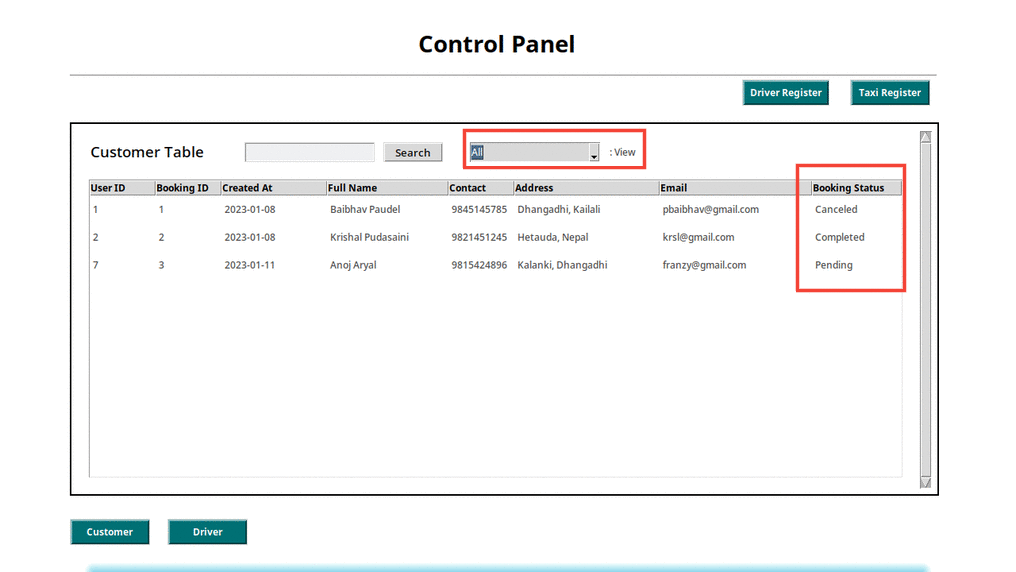 Control Panel
Driver Register Taxi Register
Customer Table Search All : View
User ID Booking ID Created At Full Name Contact Address Email Booking Status
1 1 2023-01-08 Baibhav Paudel 9845145785 Dhangadhi, Kailali pbaibhav@gmail.com Canceled
2 2 2023-01-08 Krishal Pudasaini 9821451245 Hetauda, Nepal krsl@gmail.com Completed
7 3 2023-01-11 Anoj Aryal 9815424896 Kalanki, Dhangadhi franzy@gmail.com Pending
Customer Driver